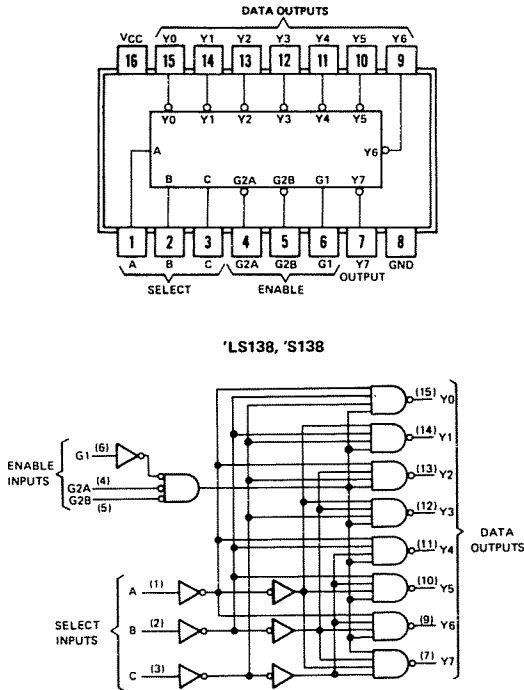 DATA OUTPUTS
VCC Y0 Y1 Y2 Y3 Y4 Y5 Y6
16 15 14 13 12 11 10 9
Y0 Y1 Y2 Y3 Y4 Y5
A Y6
B C G2A G2B G1 Y7
1 2 3 4 5 6 7 8
A B C G2A G2B G1 Y7 GND
SELECT ENABLE OUTPUT
'LS138, 'S138
(15) Y0
(14) Y1
ENABLE INPUTS
G1 (6)
G2A (4)
G2B (5)
(13) Y2
(12) Y3
DATA OUTPUTS
(11) Y4
SELECT INPUTS
A (1)
(10) Y5
B (2)
(9) Y6
C (3)
(7) Y7